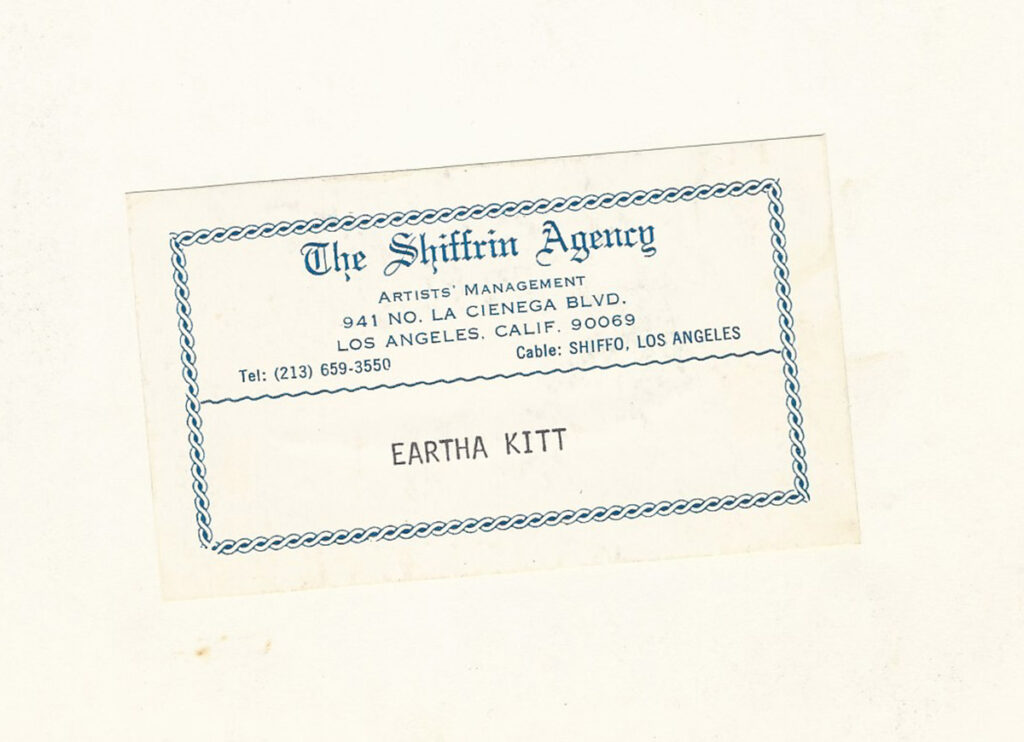 The Shiffrin Agency
ARTISTS' MANAGEMENT
941 NO. LA CIENEGA BLVD.
LOS ANGELES, CALIF. 90069
Tel: (213) 659-3550 Cable: SHIFFO, LOS ANGELES
EARTHA KITT